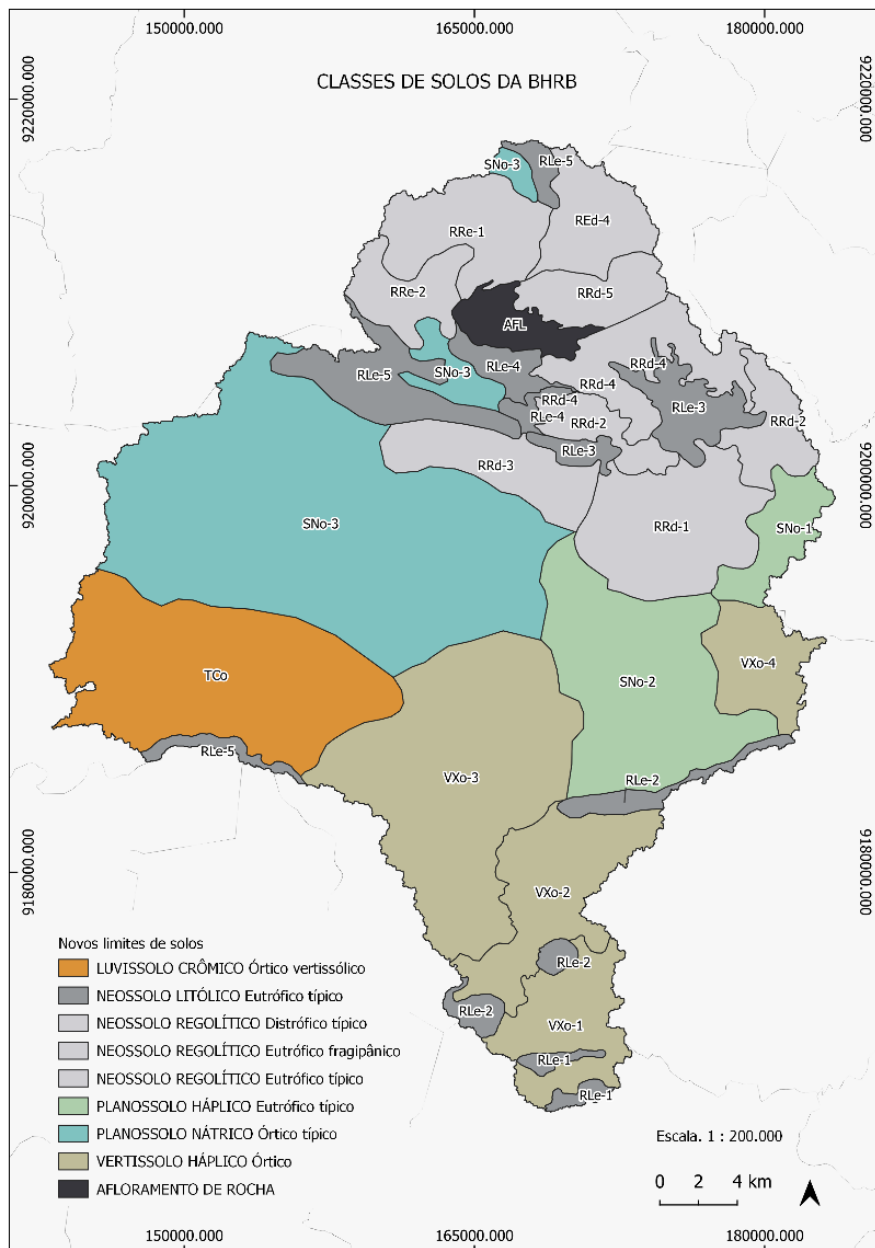 150000.000 165000.000 180000.000
9220000.000 9220000.000
CLASSES DE SOLOS DA BHRB
SNo-3 RLe-5
REd-4
RRe-1
RRe-2 RRd-5
AFL
RLe-5 SNo-3 RLe-4 RRd-4 RRd-4
RRd-4 RLe-3
RLe-4 RRd-2 RRd-2
RLe-3
RRd-3
9200000.000 9200000.000
SNo-3 RRd-1 SNo-1
TCo SNo-2 VXo-4
RLe-5
VXo-3 RLe-2
9180000.000 9180000.000
VXo-2
RLe-2
RLe-2
VXo-1
RLe-1
RLe-1
Novos limites de solos
LUVISSOLO CRÔMICO Órtico vertissólico
NEOSSOLO LITÓLICO Eutrófico típico
NEOSSOLO REGOLÍTICO Distrófico típico
NEOSSOLO REGOLÍTICO Eutrófico fragipânico
NEOSSOLO REGOLÍTICO Eutrófico típico
PLANOSSOLO HÁPLICO Eutrófico típico
PLANOSSOLO NÁTRICO Órtico típico
VERTISSOLO HÁPLICO Órtico
AFLORAMENTO DE ROCHA
Escala. 1 : 200.000
0 2 4 km
150000.000 165000.000 180000.000